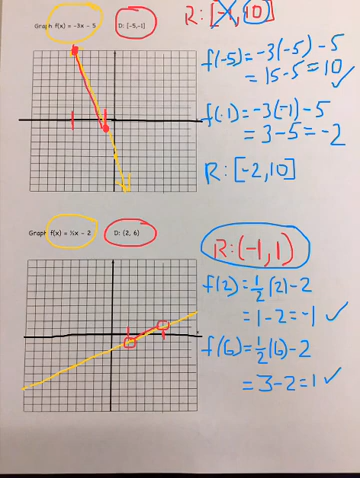 R: [-1, 10]
Graph f(x) = -3x - 5 D: [-5,-1]
f(-5) = -3(-5) - 5
= 15 - 5 = 10 ✓
f(-1) = -3(-1) - 5
= 3 - 5 = -2
R: [-2, 10]
Graph f(x) = ½x - 2 D: (2, 6)
R: (-1, 1)
f(2) = ½(2) - 2
= 1 - 2 = -1 ✓
f(6) = ½(6) - 2
= 3 - 2 = 1 ✓